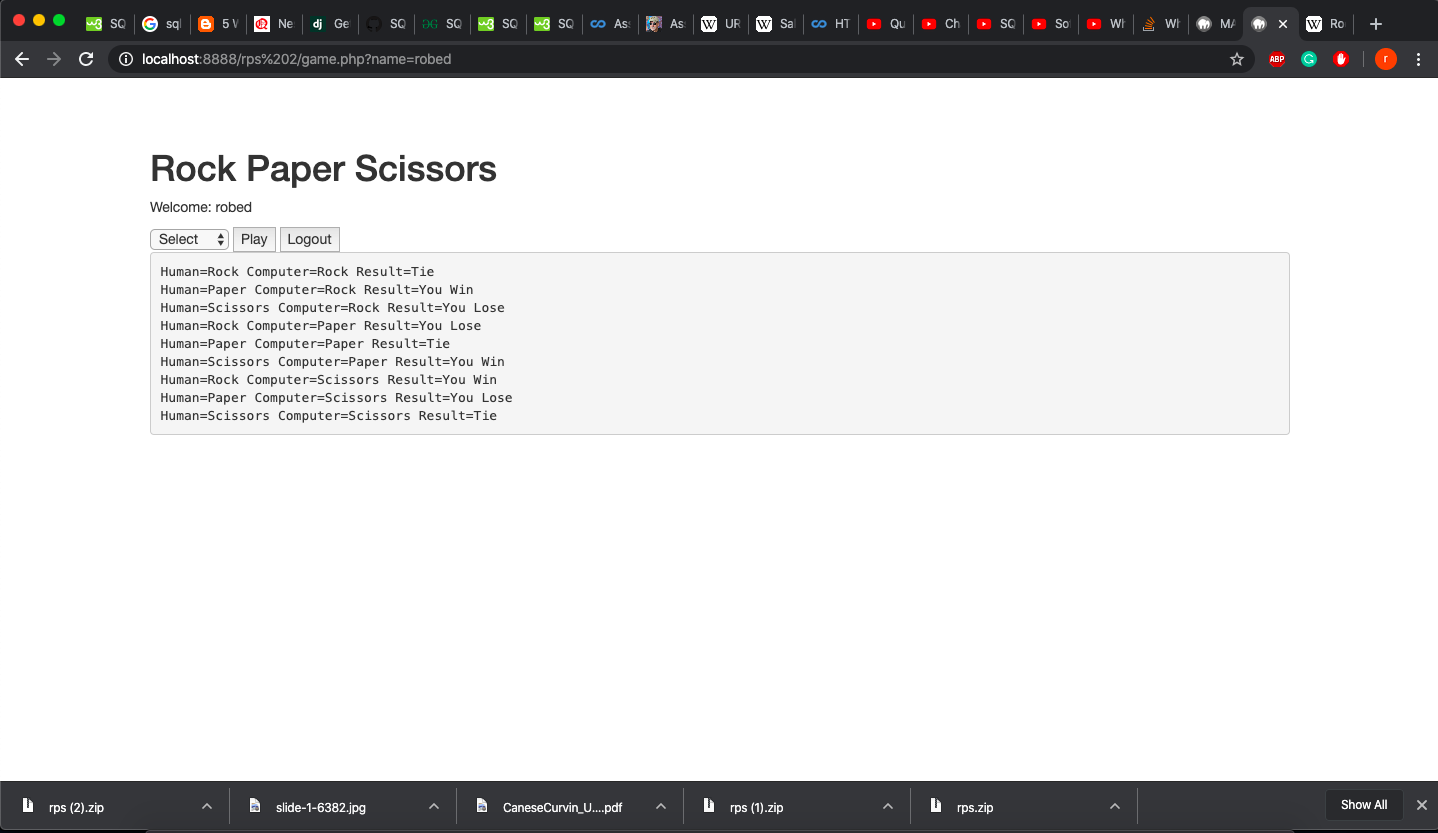 SQ sql 5 W Ne Ge SQ SQ SQ SQ Ass As UR Sal HT Qu Ch SQ So Wh Wh MA Ro
localhost:8888/rps%202/game.php?name=robed
ABP
r
Rock Paper Scissors
Welcome: robed
Select Play Logout
Human=Rock Computer=Rock Result=Tie
Human=Paper Computer=Rock Result=You Win
Human=Scissors Computer=Rock Result=You Lose
Human=Rock Computer=Paper Result=You Lose
Human=Paper Computer=Paper Result=Tie
Human=Scissors Computer=Paper Result=You Win
Human=Rock Computer=Scissors Result=You Win
Human=Paper Computer=Scissors Result=You Lose
Human=Scissors Computer=Scissors Result=Tie
rps (2).zip slide-1-6382.jpg CaneseCurvin_U....pdf rps (1).zip rps.zip Show All